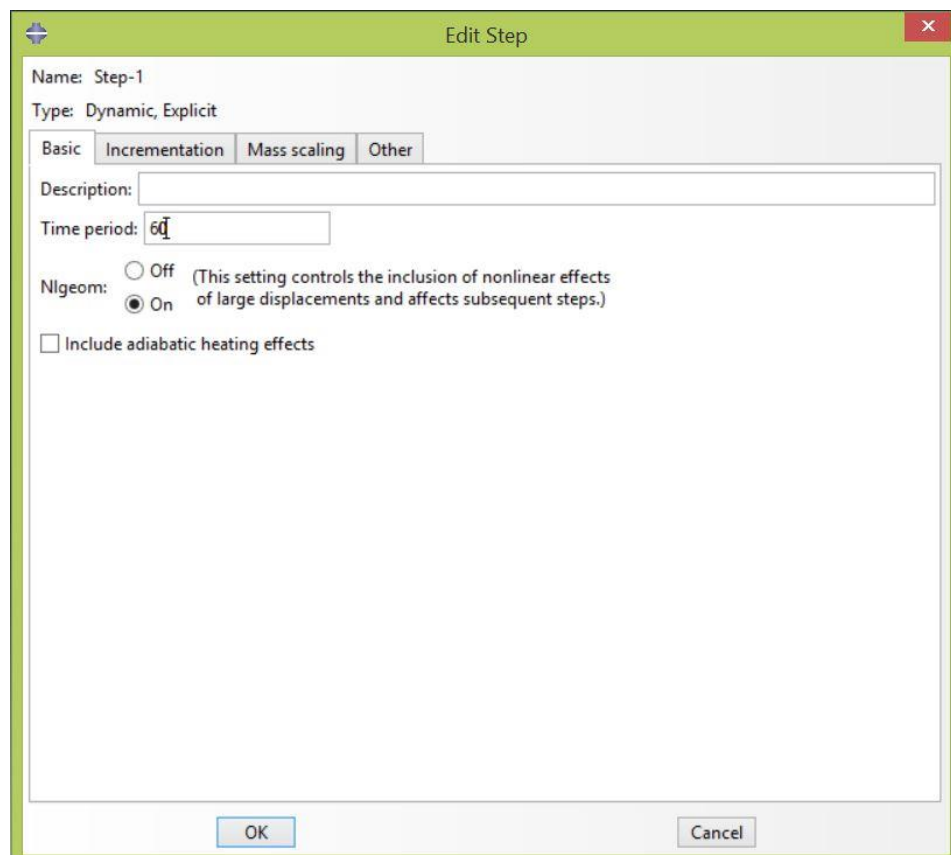 Edit Step
Name: Step-1
Type: Dynamic, Explicit
Basic Incrementation Mass scaling Other
Description:
Time period: 60
Nlgeom:
Off (This setting controls the inclusion of nonlinear effects
On of large displacements and affects subsequent steps.)
Include adiabatic heating effects
OK Cancel